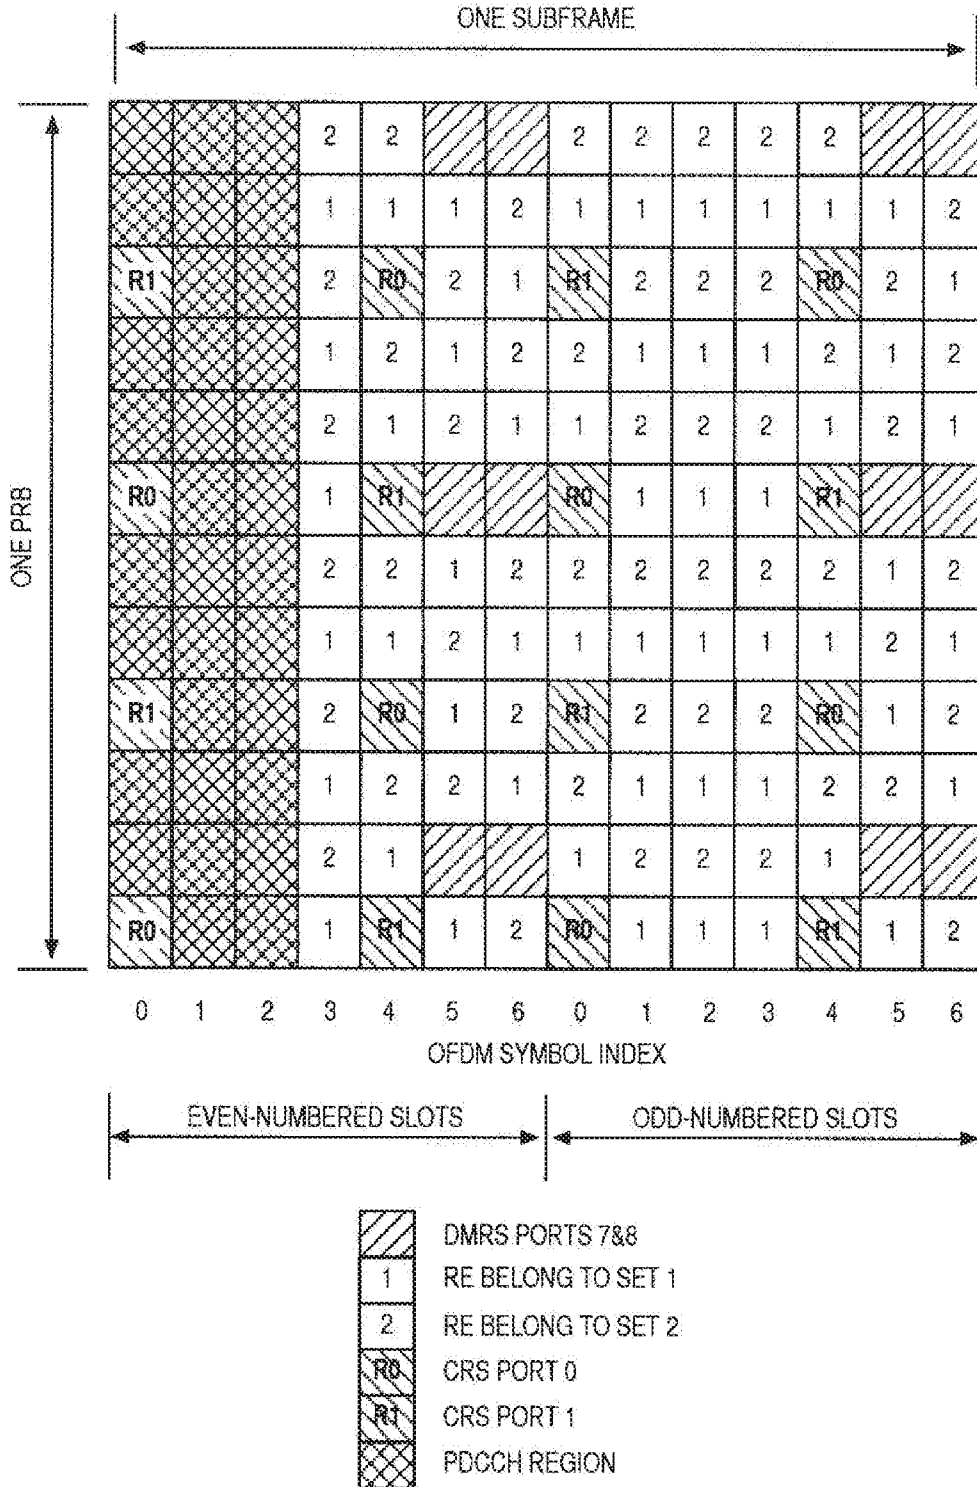 ONE SUBFRAME
ONE PRB
2 2 2 2 2 2 2
1 1 1 2 1 1 1 1 1 1 2
R1 2 R0 2 1 R1 2 2 2 R0 2 1
1 2 1 2 2 1 1 1 2 1 2
2 1 2 1 1 2 2 2 1 2 1
R0 1 R1 R0 1 1 1 R1
2 2 1 2 2 2 2 2 2 1 2
1 1 2 1 1 1 1 1 1 2 1
R1 2 R0 1 2 R1 2 2 2 R0 1 2
1 2 2 1 2 1 1 1 2 2 1
2 1 1 2 2 2 1
R0 1 R1 1 2 R0 1 1 1 R1 1 2
0 1 2 3 4 5 6 0 1 2 3 4 5 6
OFDM SYMBOL INDEX
EVEN-NUMBERED SLOTS ODD-NUMBERED SLOTS
DMRS PORTS 7&8
1 RE BELONG TO SET 1
2 RE BELONG TO SET 2
R0 CRS PORT 0
R1 CRS PORT 1
PDCCH REGION